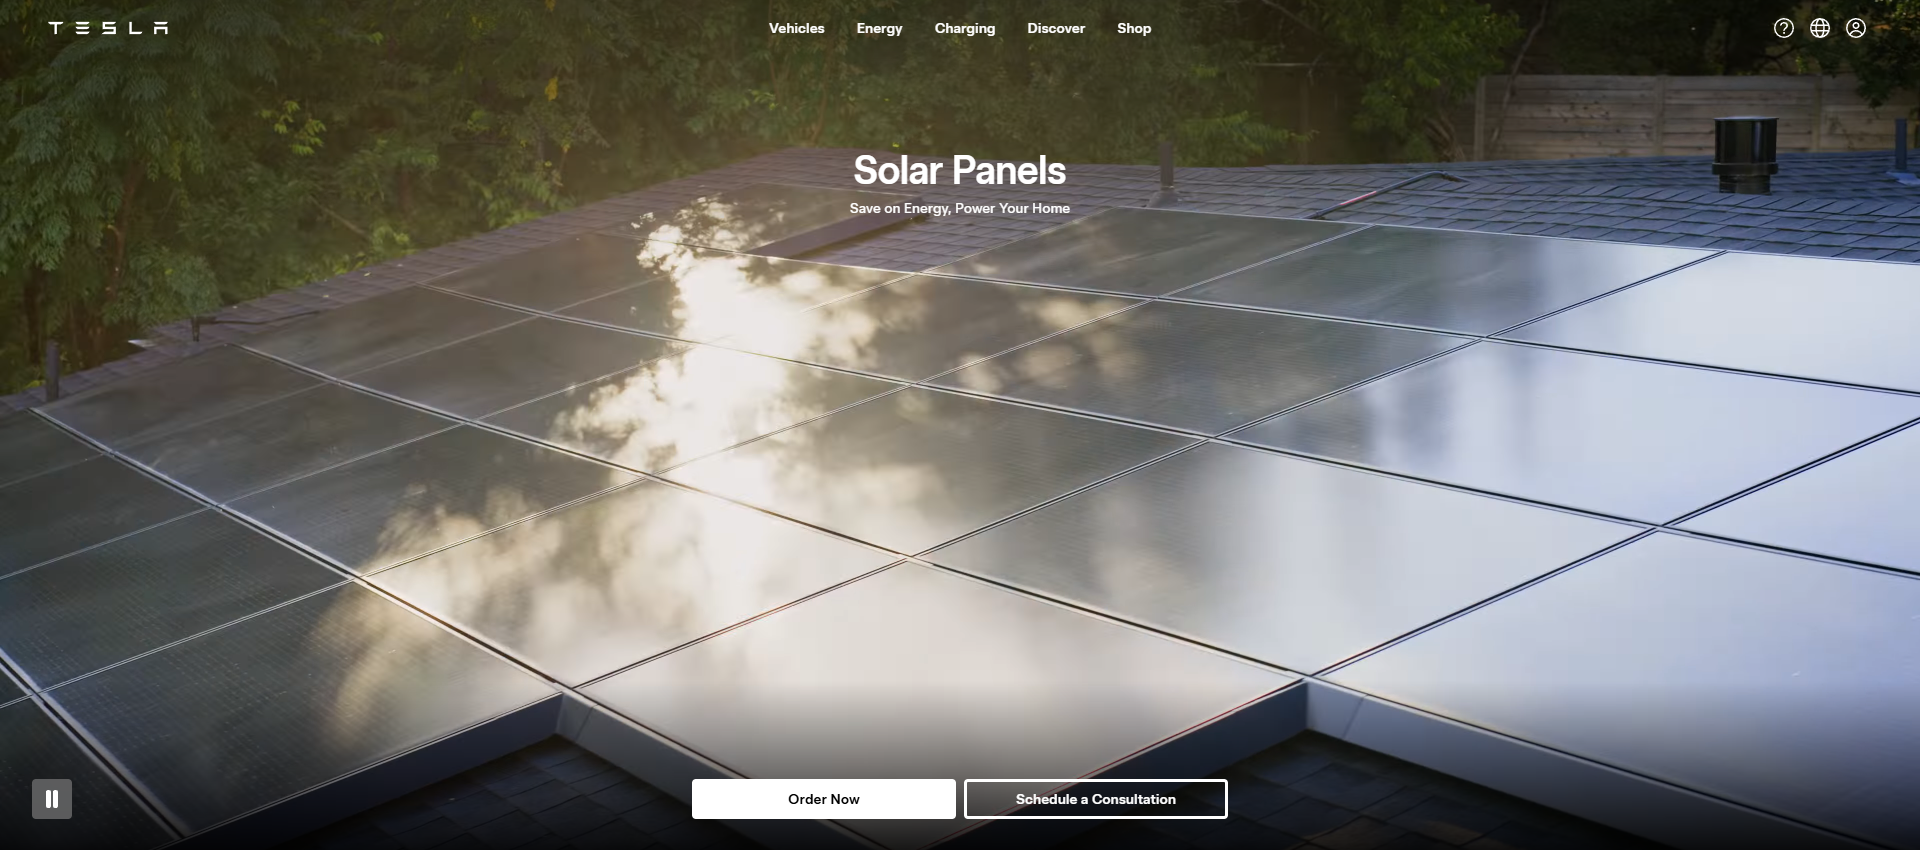 TESLA
Vehicles Energy Charging Discover Shop
Solar Panels
Save on Energy, Power Your Home
Order Now
Schedule a Consultation